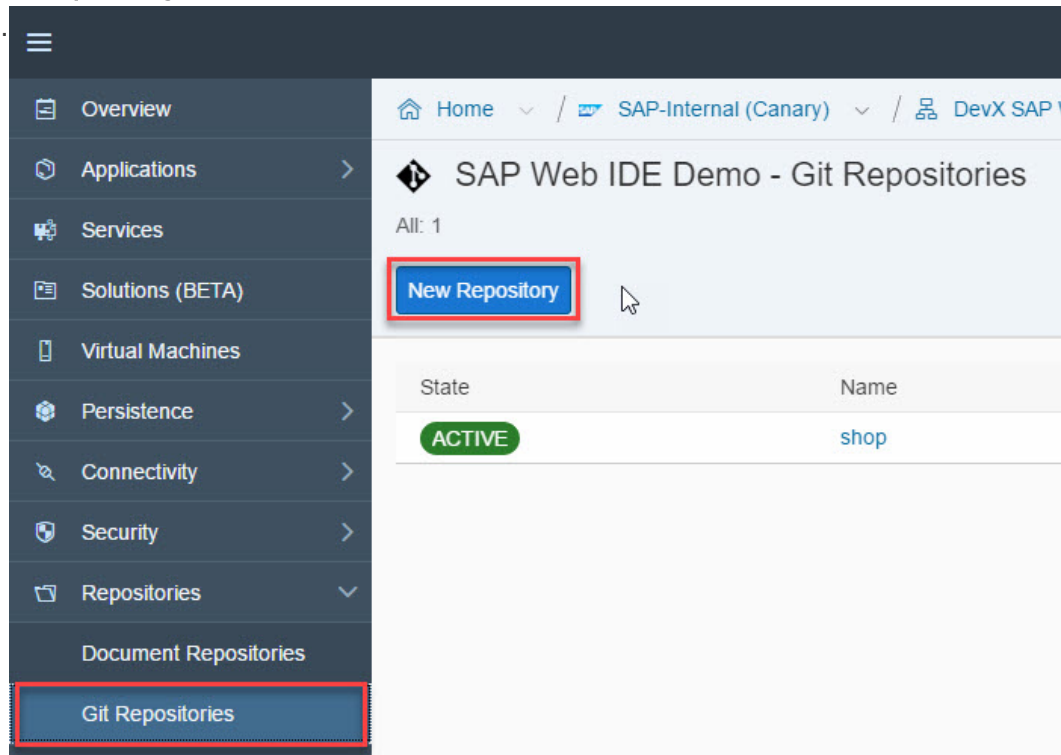 Overview
Applications
Services
Solutions (BETA)
Virtual Machines
Persistence
Connectivity
Security
Repositories
Document Repositories
Git Repositories
Home / SAP SAP-Internal (Canary) / DevX SAP
SAP Web IDE Demo - Git Repositories
All: 1
New Repository
State Name
ACTIVE shop